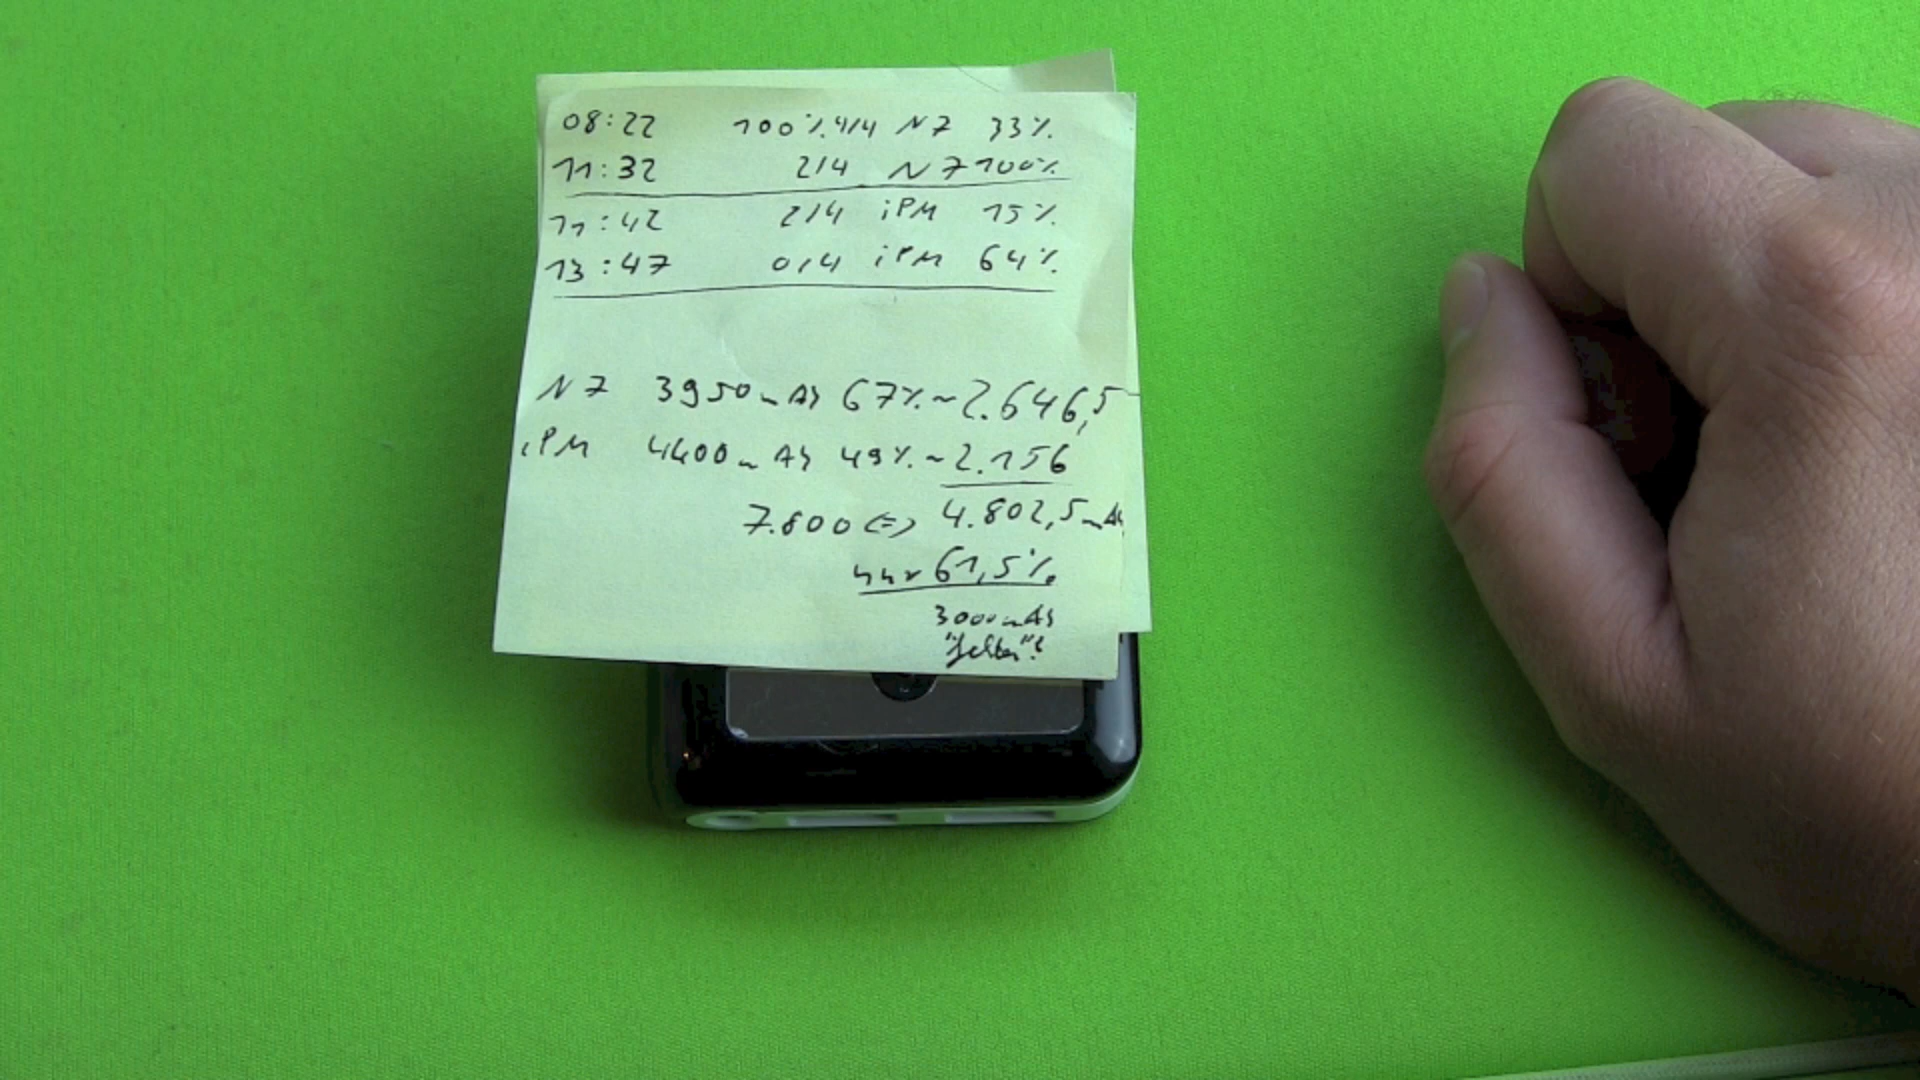 08:22 100%. 4/4 N7 33%
11:32 2/4 N7 100%
11:42 2/4 iPM 15%
13:47 0/4 iPM 64%
N7 3950mAh 67% ~ 2.646,5
iPM 4400mAh 49% ~ 2.156
7.800 <=> 4.802,5mAh
nur 61,5%
3000mAh
"fehlen"?